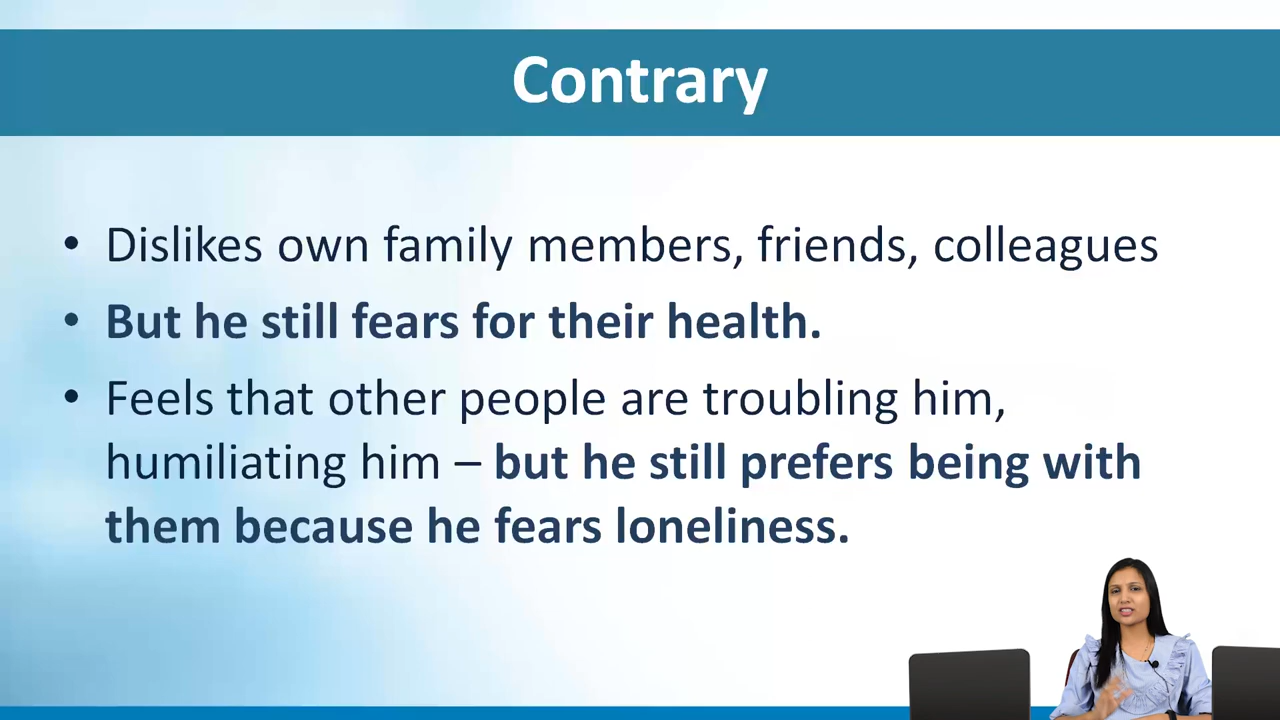 Contrary
• Dislikes own family members, friends, colleagues
• But he still fears for their health.
• Feels that other people are troubling him,
humiliating him – but he still prefers being with
them because he fears loneliness.